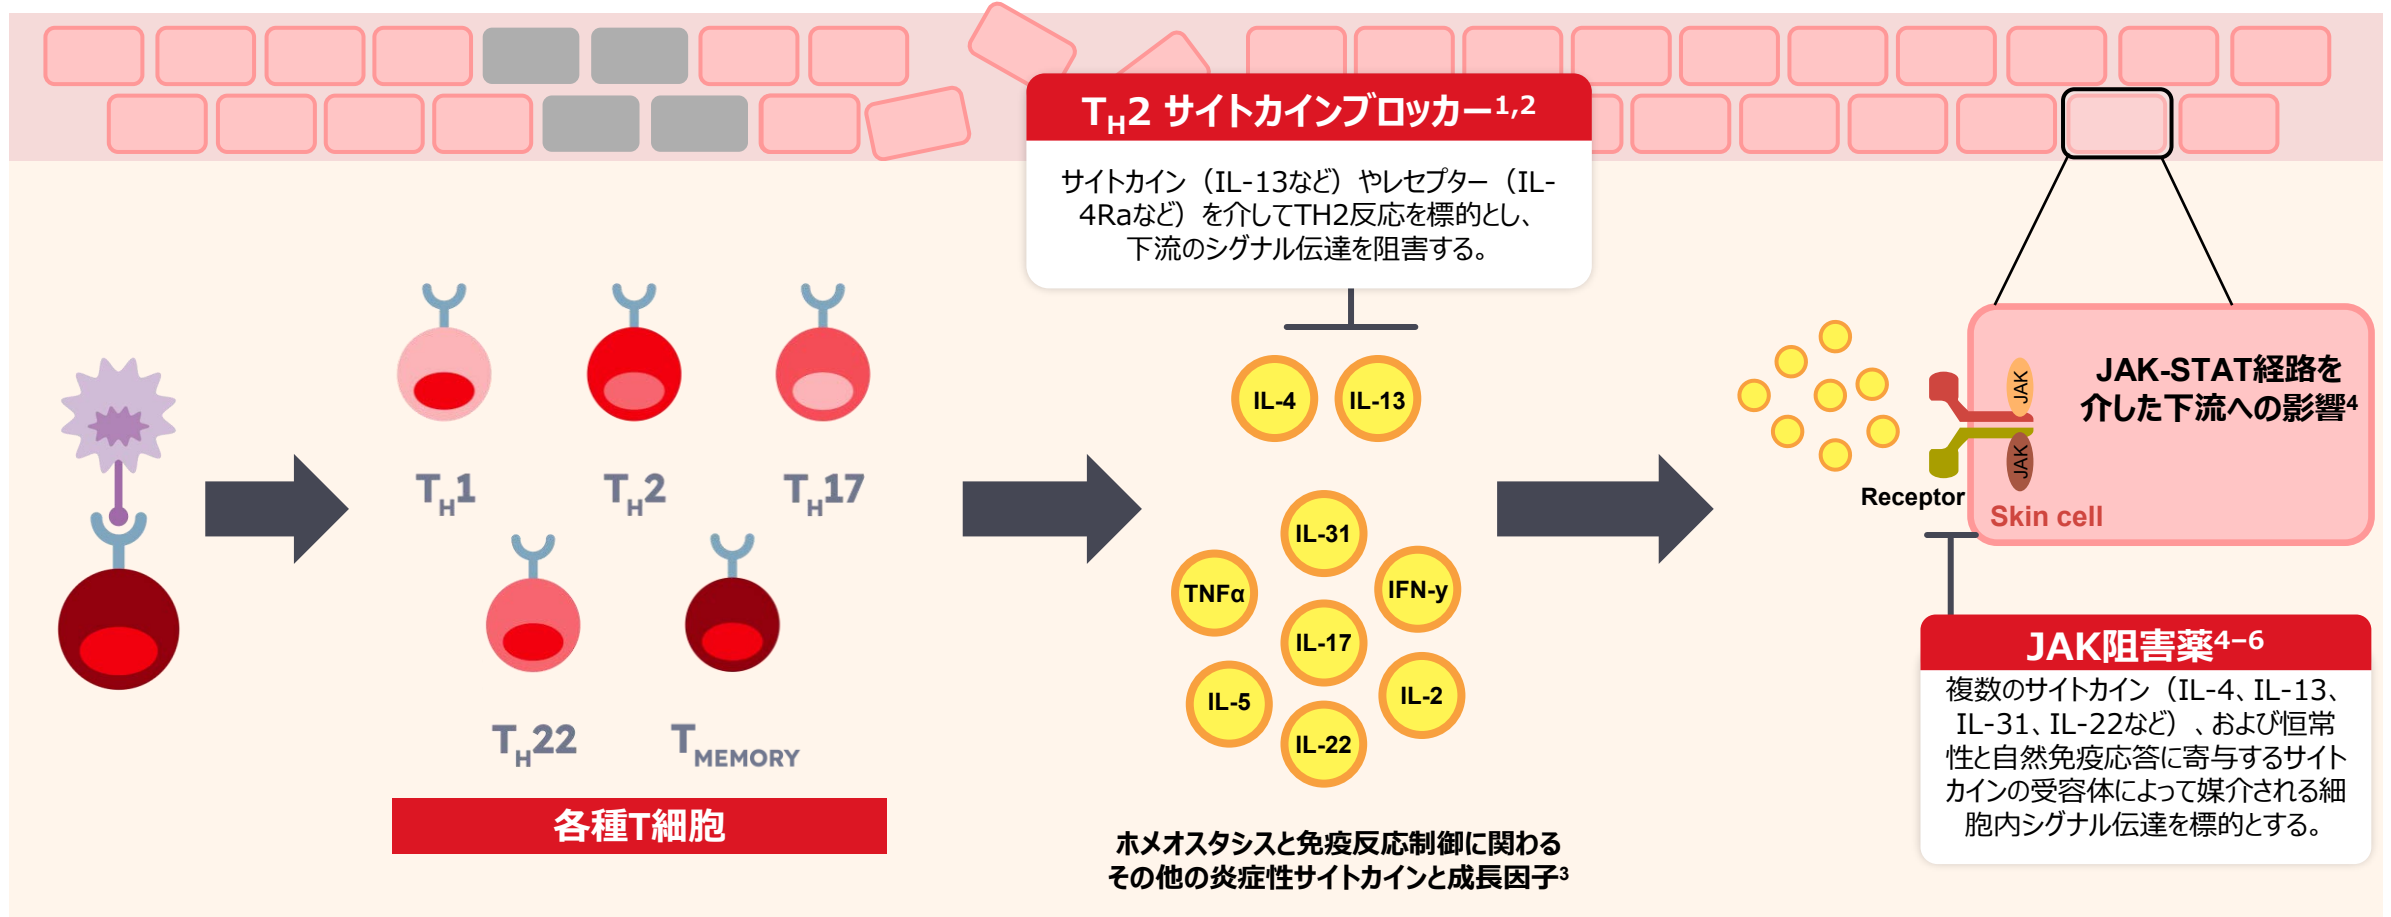 TH2 サイトカインブロッカー1,2
サイトカイン（IL-13など）やレセプター（IL-
4Raなど）を介してTH2反応を標的とし、
下流のシグナル伝達を阻害する。
TH1
TH2
TH17
TH22
TMEMORY
各種T細胞
IL-4
IL-13
IL-31
TNFα
IFN-y
IL-17
IL-5
IL-2
IL-22
ホメオスタシスと免疫反応制御に関わる
その他の炎症性サイトカインと成長因子3
JAK
JAK
JAK-STAT経路を
介した下流への影響4
Receptor
Skin cell
JAK阻害薬4–6
複数のサイトカイン（IL-4、IL-13、
IL-31、IL-22など）、および恒常
性と自然免疫応答に寄与するサイト
カインの受容体によって媒介される細
胞内シグナル伝達を標的とする。